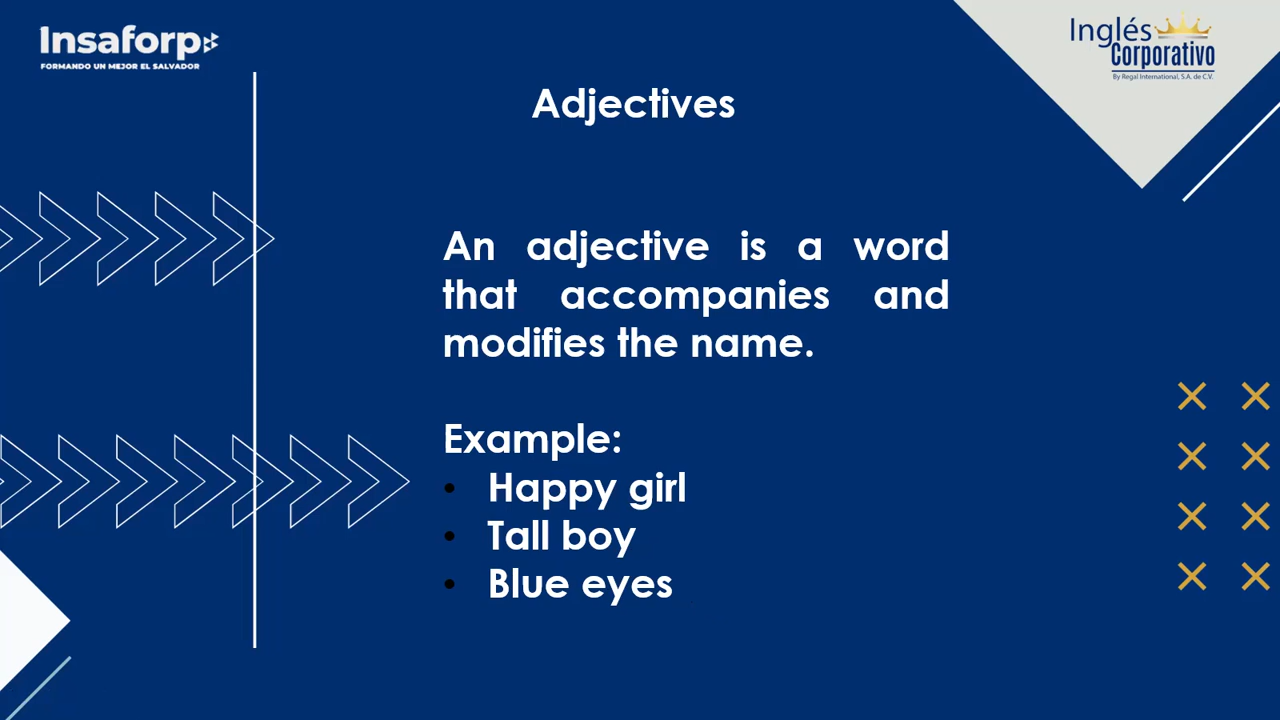 Insaforp
FORMANDO UN MEJOR EL SALVADOR
Inglés
Corporativo
By Regal International, S.A. de C.V.
Adjectives
An adjective is a word
that accompanies and
modifies the name.
Example:
• Happy girl
• Tall boy
• Blue eyes